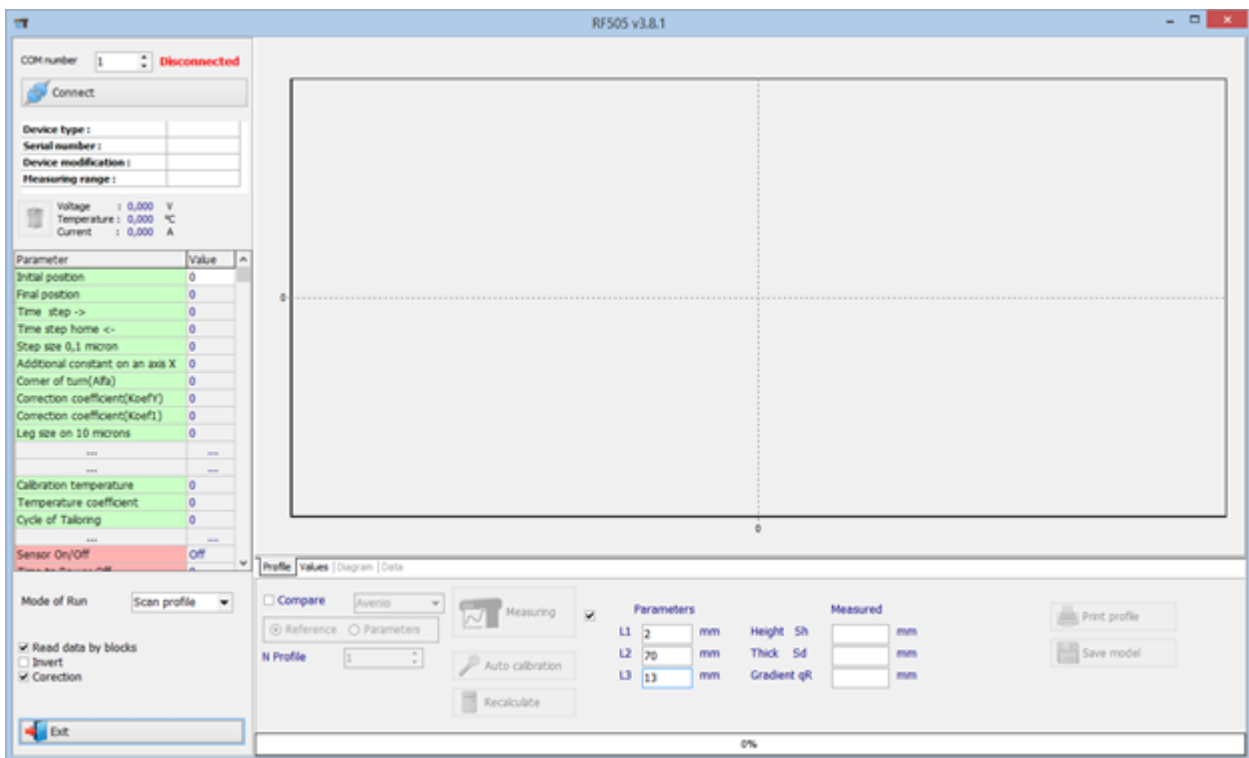 RF505 v3.8.1
COM number 1 Disconnected
Connect
Device type :
Serial number :
Device modification :
Measuring range :
Voltage : 0,000 V
Temperature : 0,000 °C
Current : 0,000 A
Parameter Value
Initial position 0
Final position 0
Time step -> 0
Time step home <- 0
Step size 0,1 micron 0
Additional constant on an axis X 0
Corner of turn(Alfa) 0
Correction coefficient(KoefY) 0
Correction coefficient(Koef1) 0
Leg size on 10 microns 0
... ...
... ...
Calibration temperature 0
Temperature coefficient 0
Cycle of Tailoring 0
... ...
Sensor On/Off Off
Mode of Run Scan profile
Read data by blocks
Invert
Corection
Exit
0
0
Profile Values Diagram Data
Compare Avenio
Reference Parameters
N Profile 1
Measuring
Auto calibration
Recalculate
Parameters
L1 2 mm
L2 70 mm
L3 13 mm
Measured
Height Sh mm
Thick Sd mm
Gradient qR mm
Print profile
Save model
0%